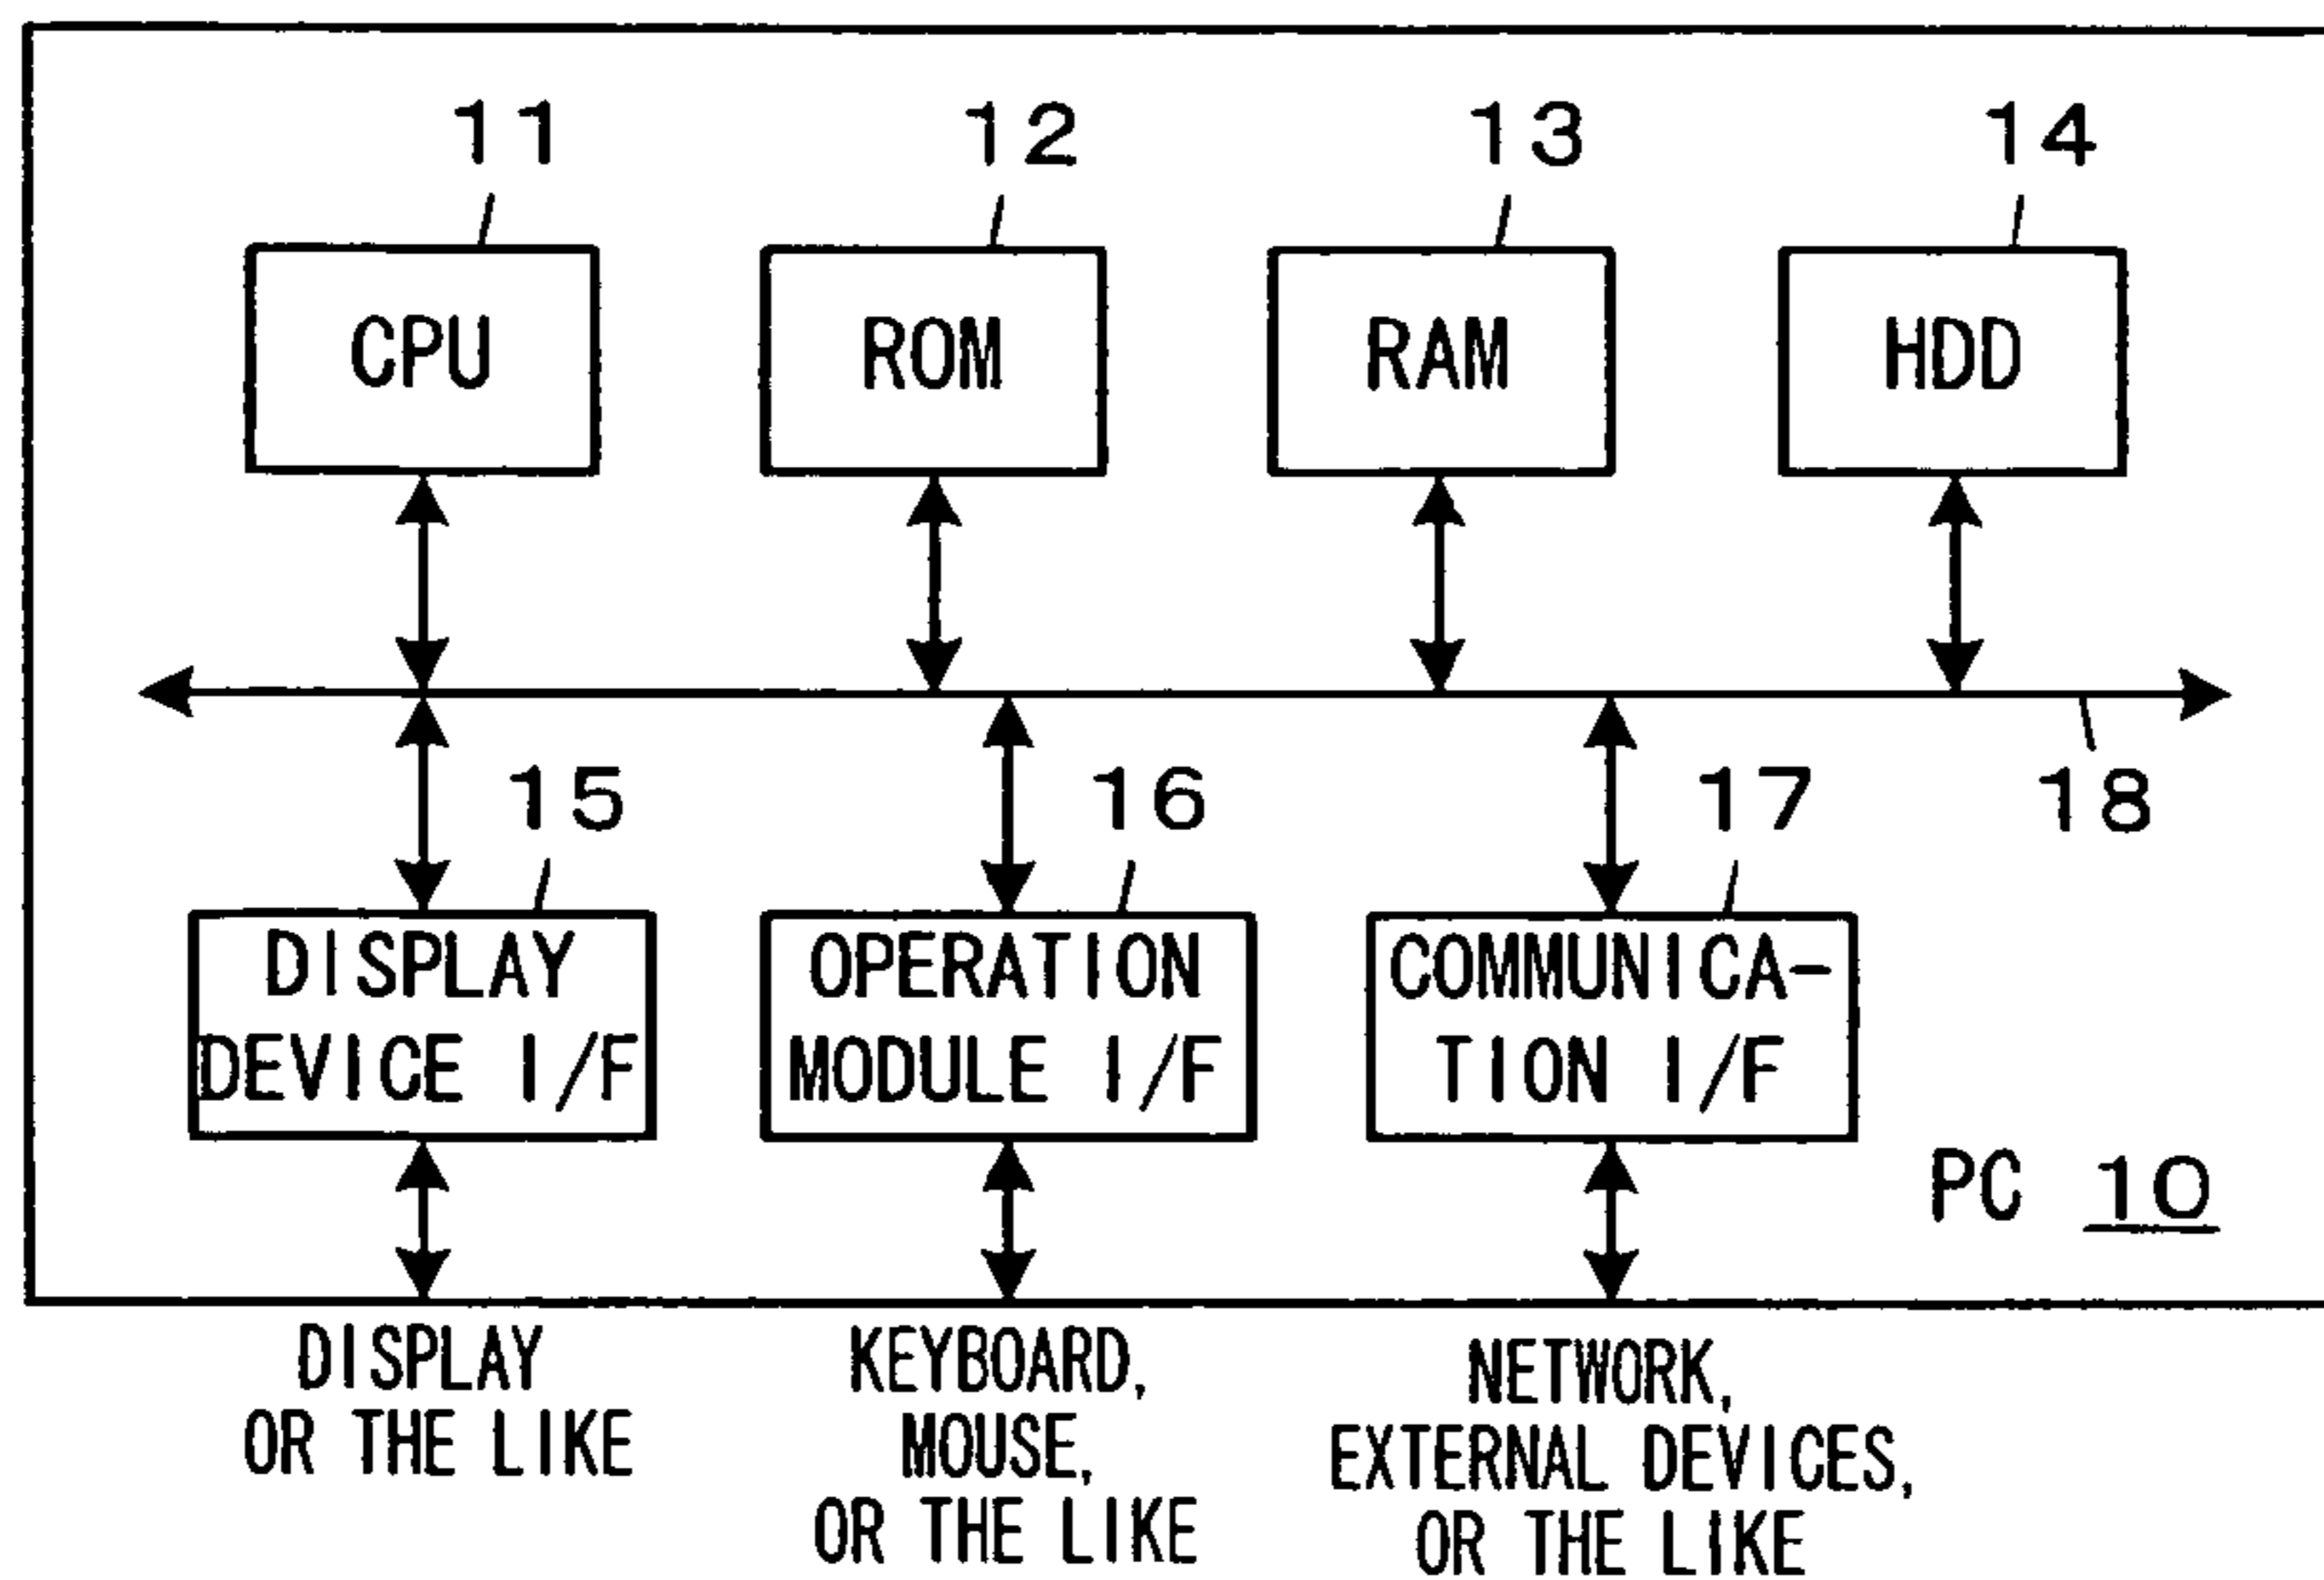 11
12
13
14
CPU
ROM
RAM
HDD
15
16
17
18
DISPLAY
DEVICE I/F
OPERATION
MODULE I/F
COMMUNICA-
TION I/F
PC 10
DISPLAY
OR THE LIKE
KEYBOARD,
MOUSE,
OR THE LIKE
NETWORK,
EXTERNAL DEVICES,
OR THE LIKE